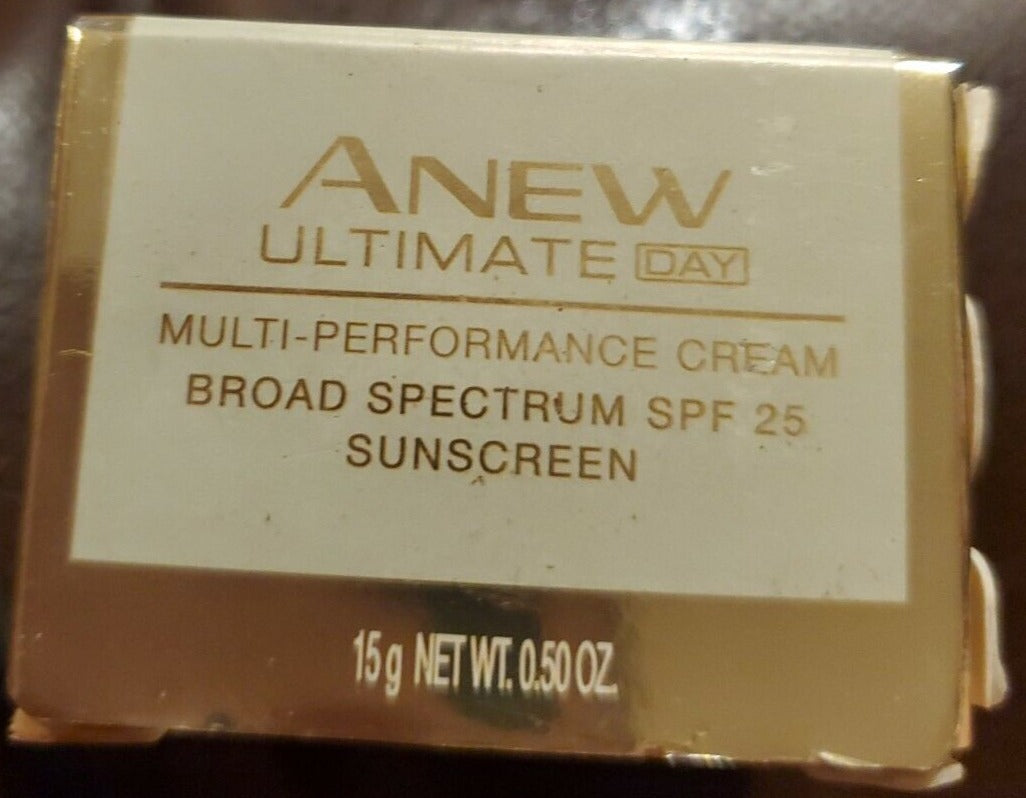 ANEW
ULTIMATE DAY
MULTI-PERFORMANCE CREAM
BROAD SPECTRUM SPF 25
SUNSCREEN
15g NET WT. 0.50 OZ.